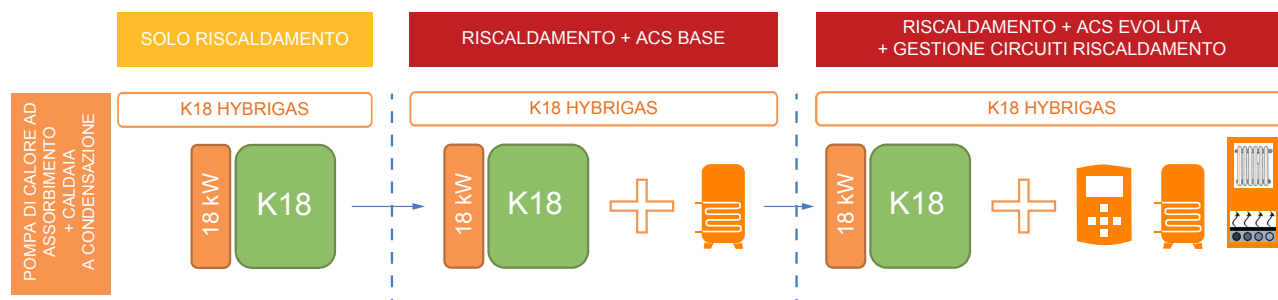 SOLO RISCALDAMENTO
RISCALDAMENTO + ACS BASE
RISCALDAMENTO + ACS EVOLUTA
+ GESTIONE CIRCUITI RISCALDAMENTO
POMPA DI CALORE AD
ASSORBIMENTO
+ CALDAIA
A CONDENSAZIONE
K18 HYBRIGAS
K18 HYBRIGAS
K18 HYBRIGAS
18 kW
K18
18 kW
K18
18 kW
K18